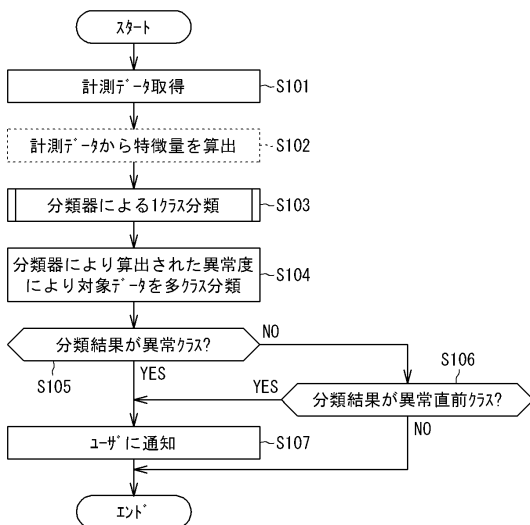 ｽﾀｰﾄ
計測ﾃﾞｰﾀ取得
S101
計測ﾃﾞｰﾀから特徴量を算出
S102
分類器による1ｸﾗｽ分類
S103
分類器により算出された異常度
により対象ﾃﾞｰﾀを多ｸﾗｽ分類
S104
分類結果が異常ｸﾗｽ?
NO
S105
YES
S106
YES
分類結果が異常直前ｸﾗｽ?
NO
ﾕｰｻﾞに通知
S107
ｴﾝﾄﾞ